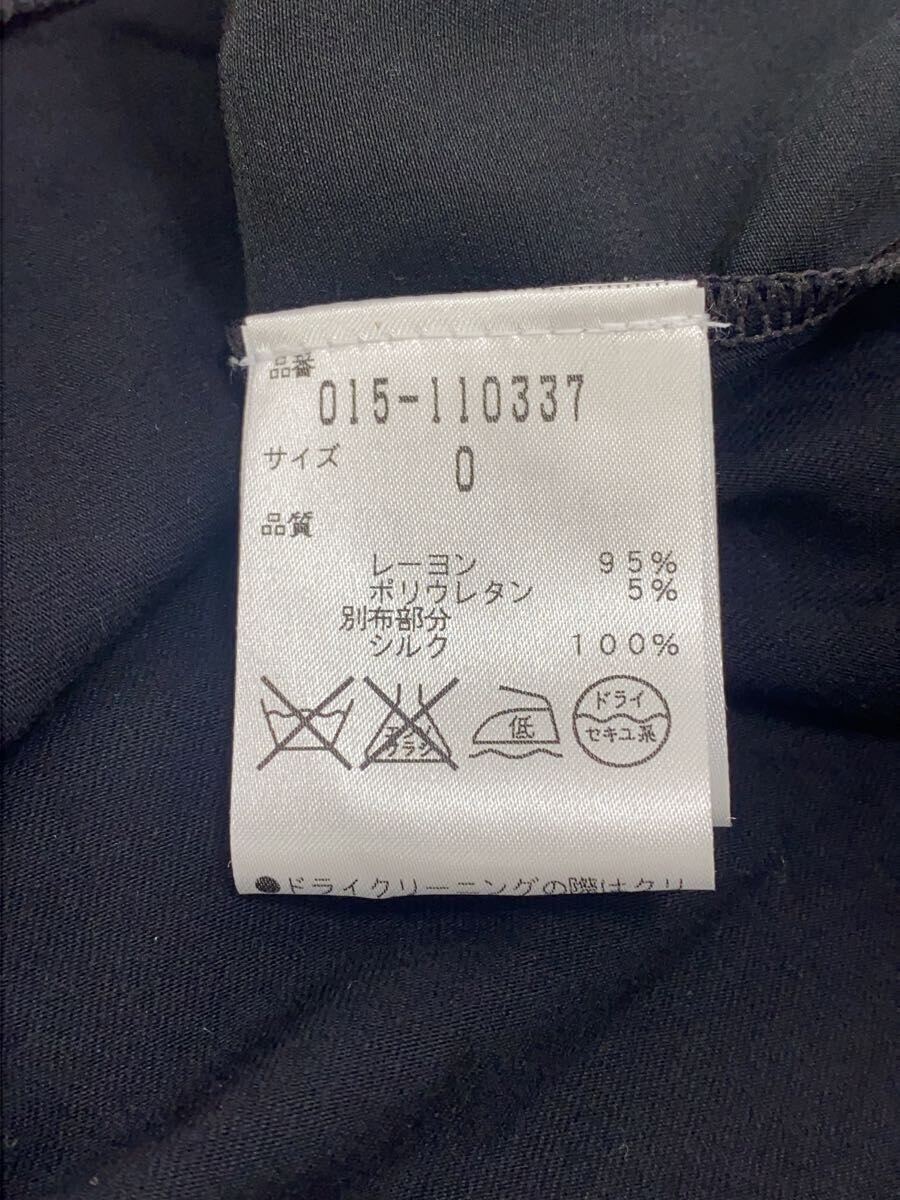 品番
015-110337
サイズ 0
品質
レーヨン 95%
ポリウレタン 5%
別布部分
シルク 100%
低
ドライ
セキユ系
●ドライクリーニングの際はクリ